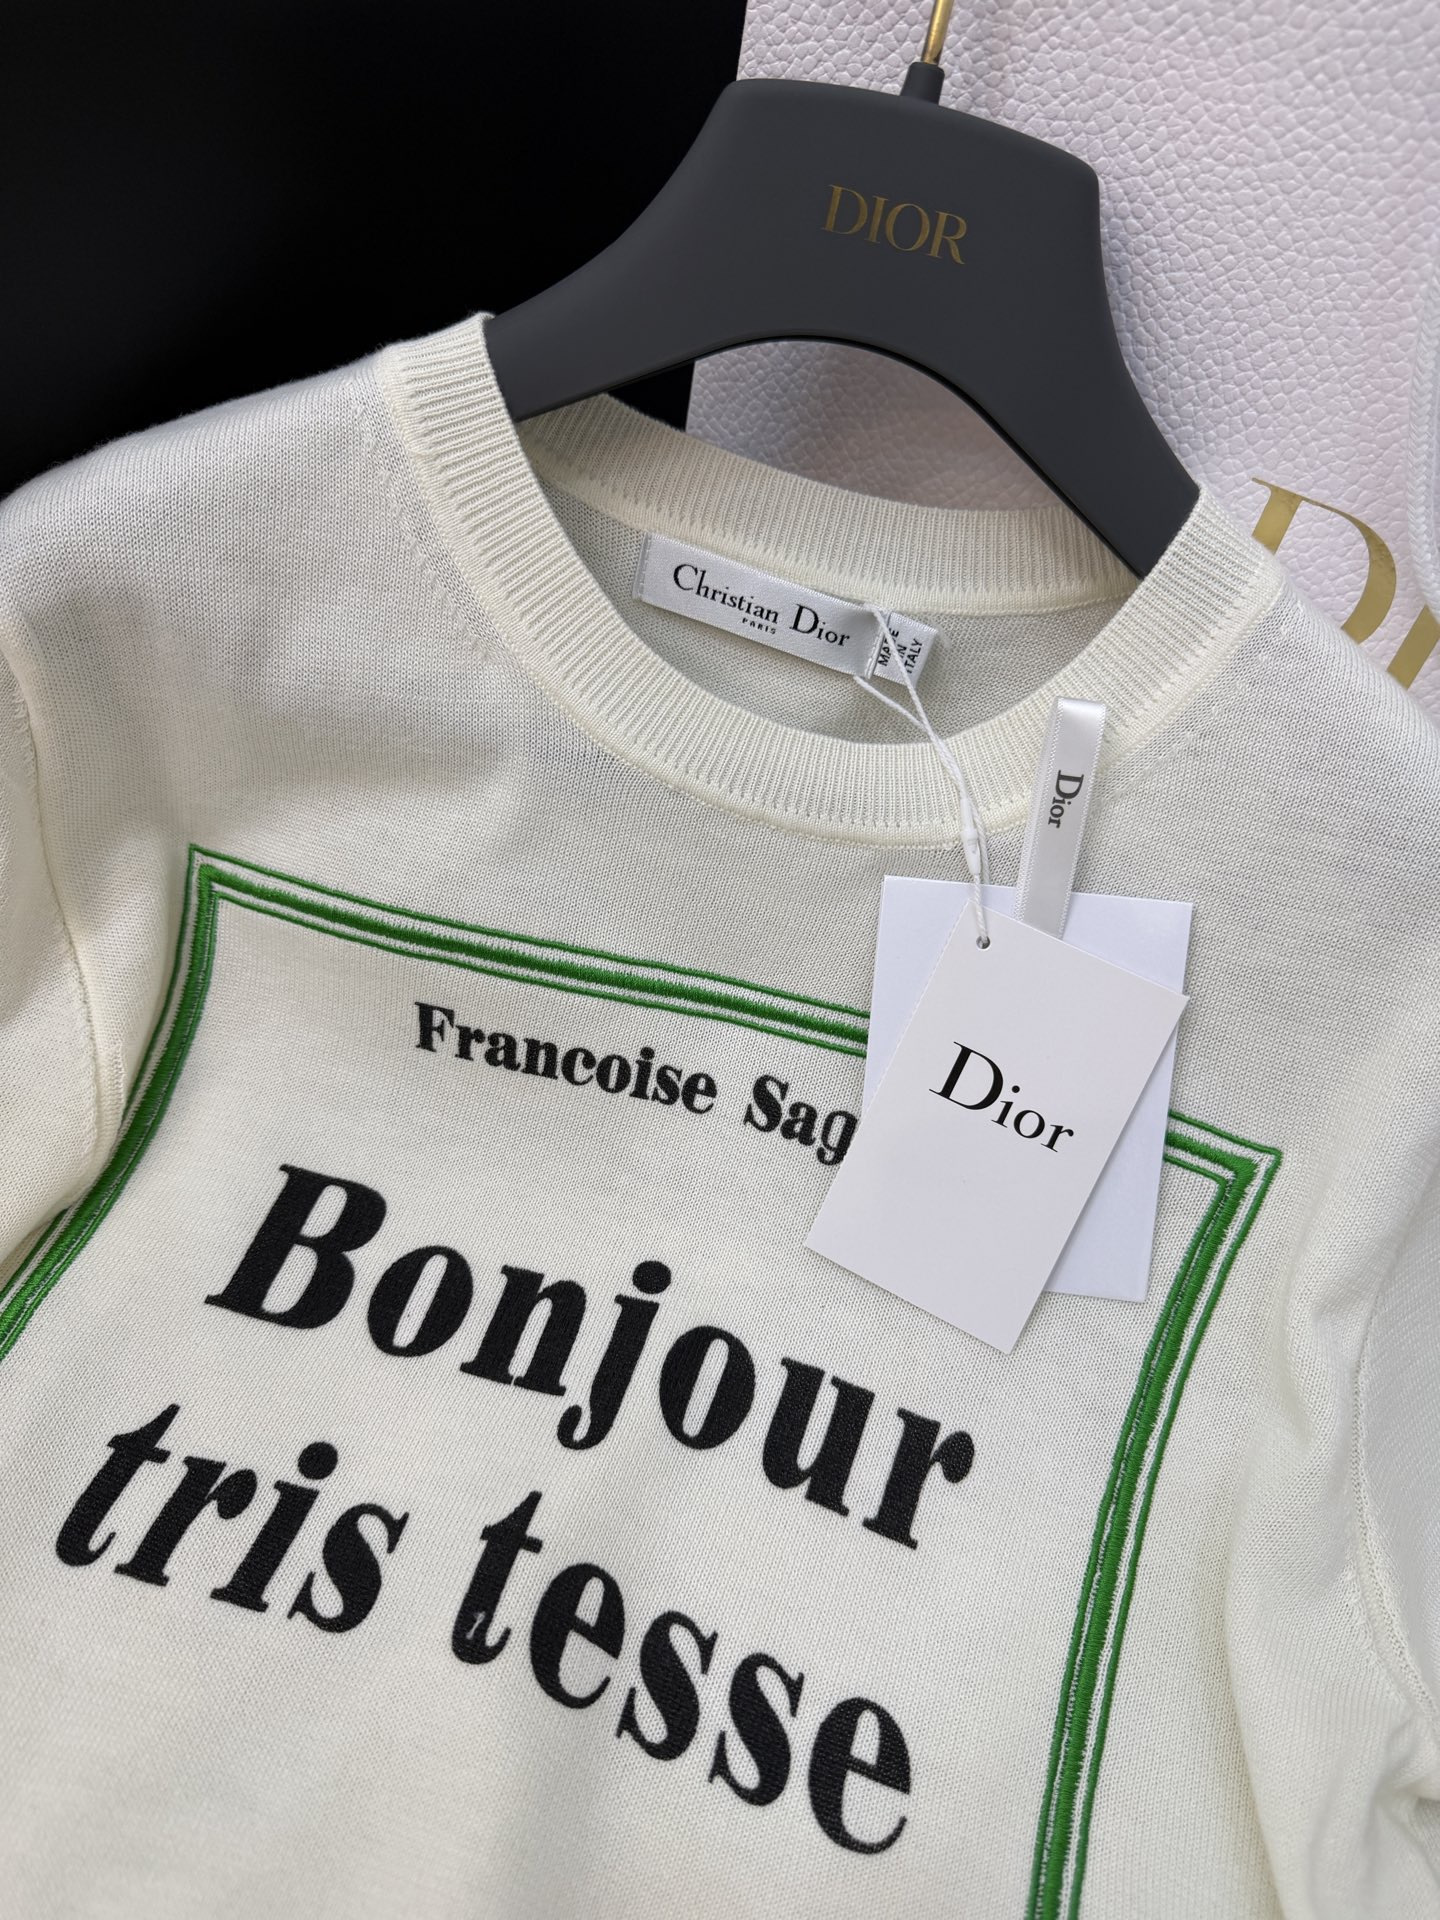 DIOR
Christian Dior
PARIS
MADE
IN
ITALY
Dior
Dior
Francoise Sag
Bonjour
tris tesse